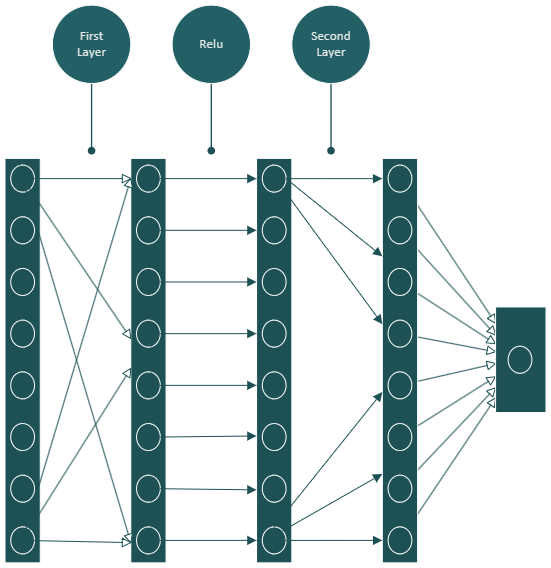 First
Layer
Relu
Second
Layer